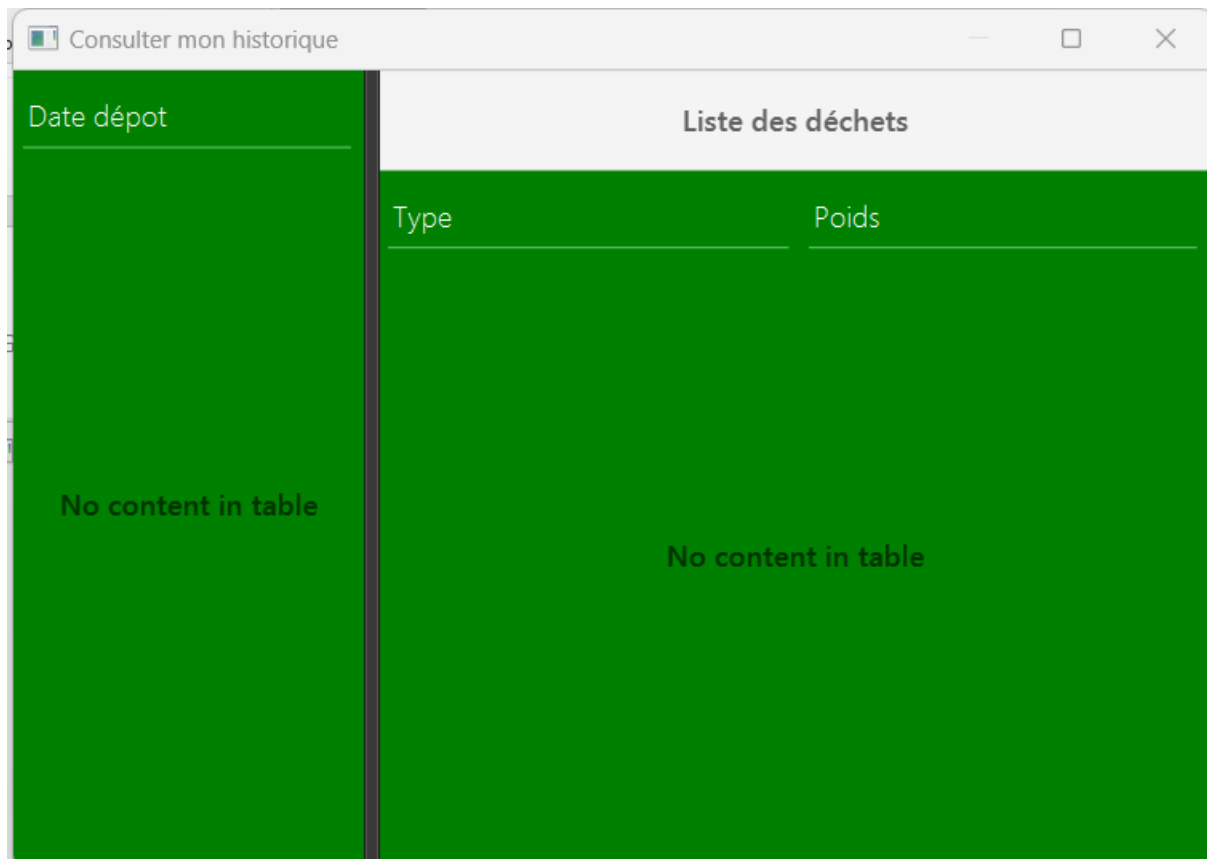 Consulter mon historique
Date dépot
Liste des déchets
Type
Poids
No content in table
No content in table